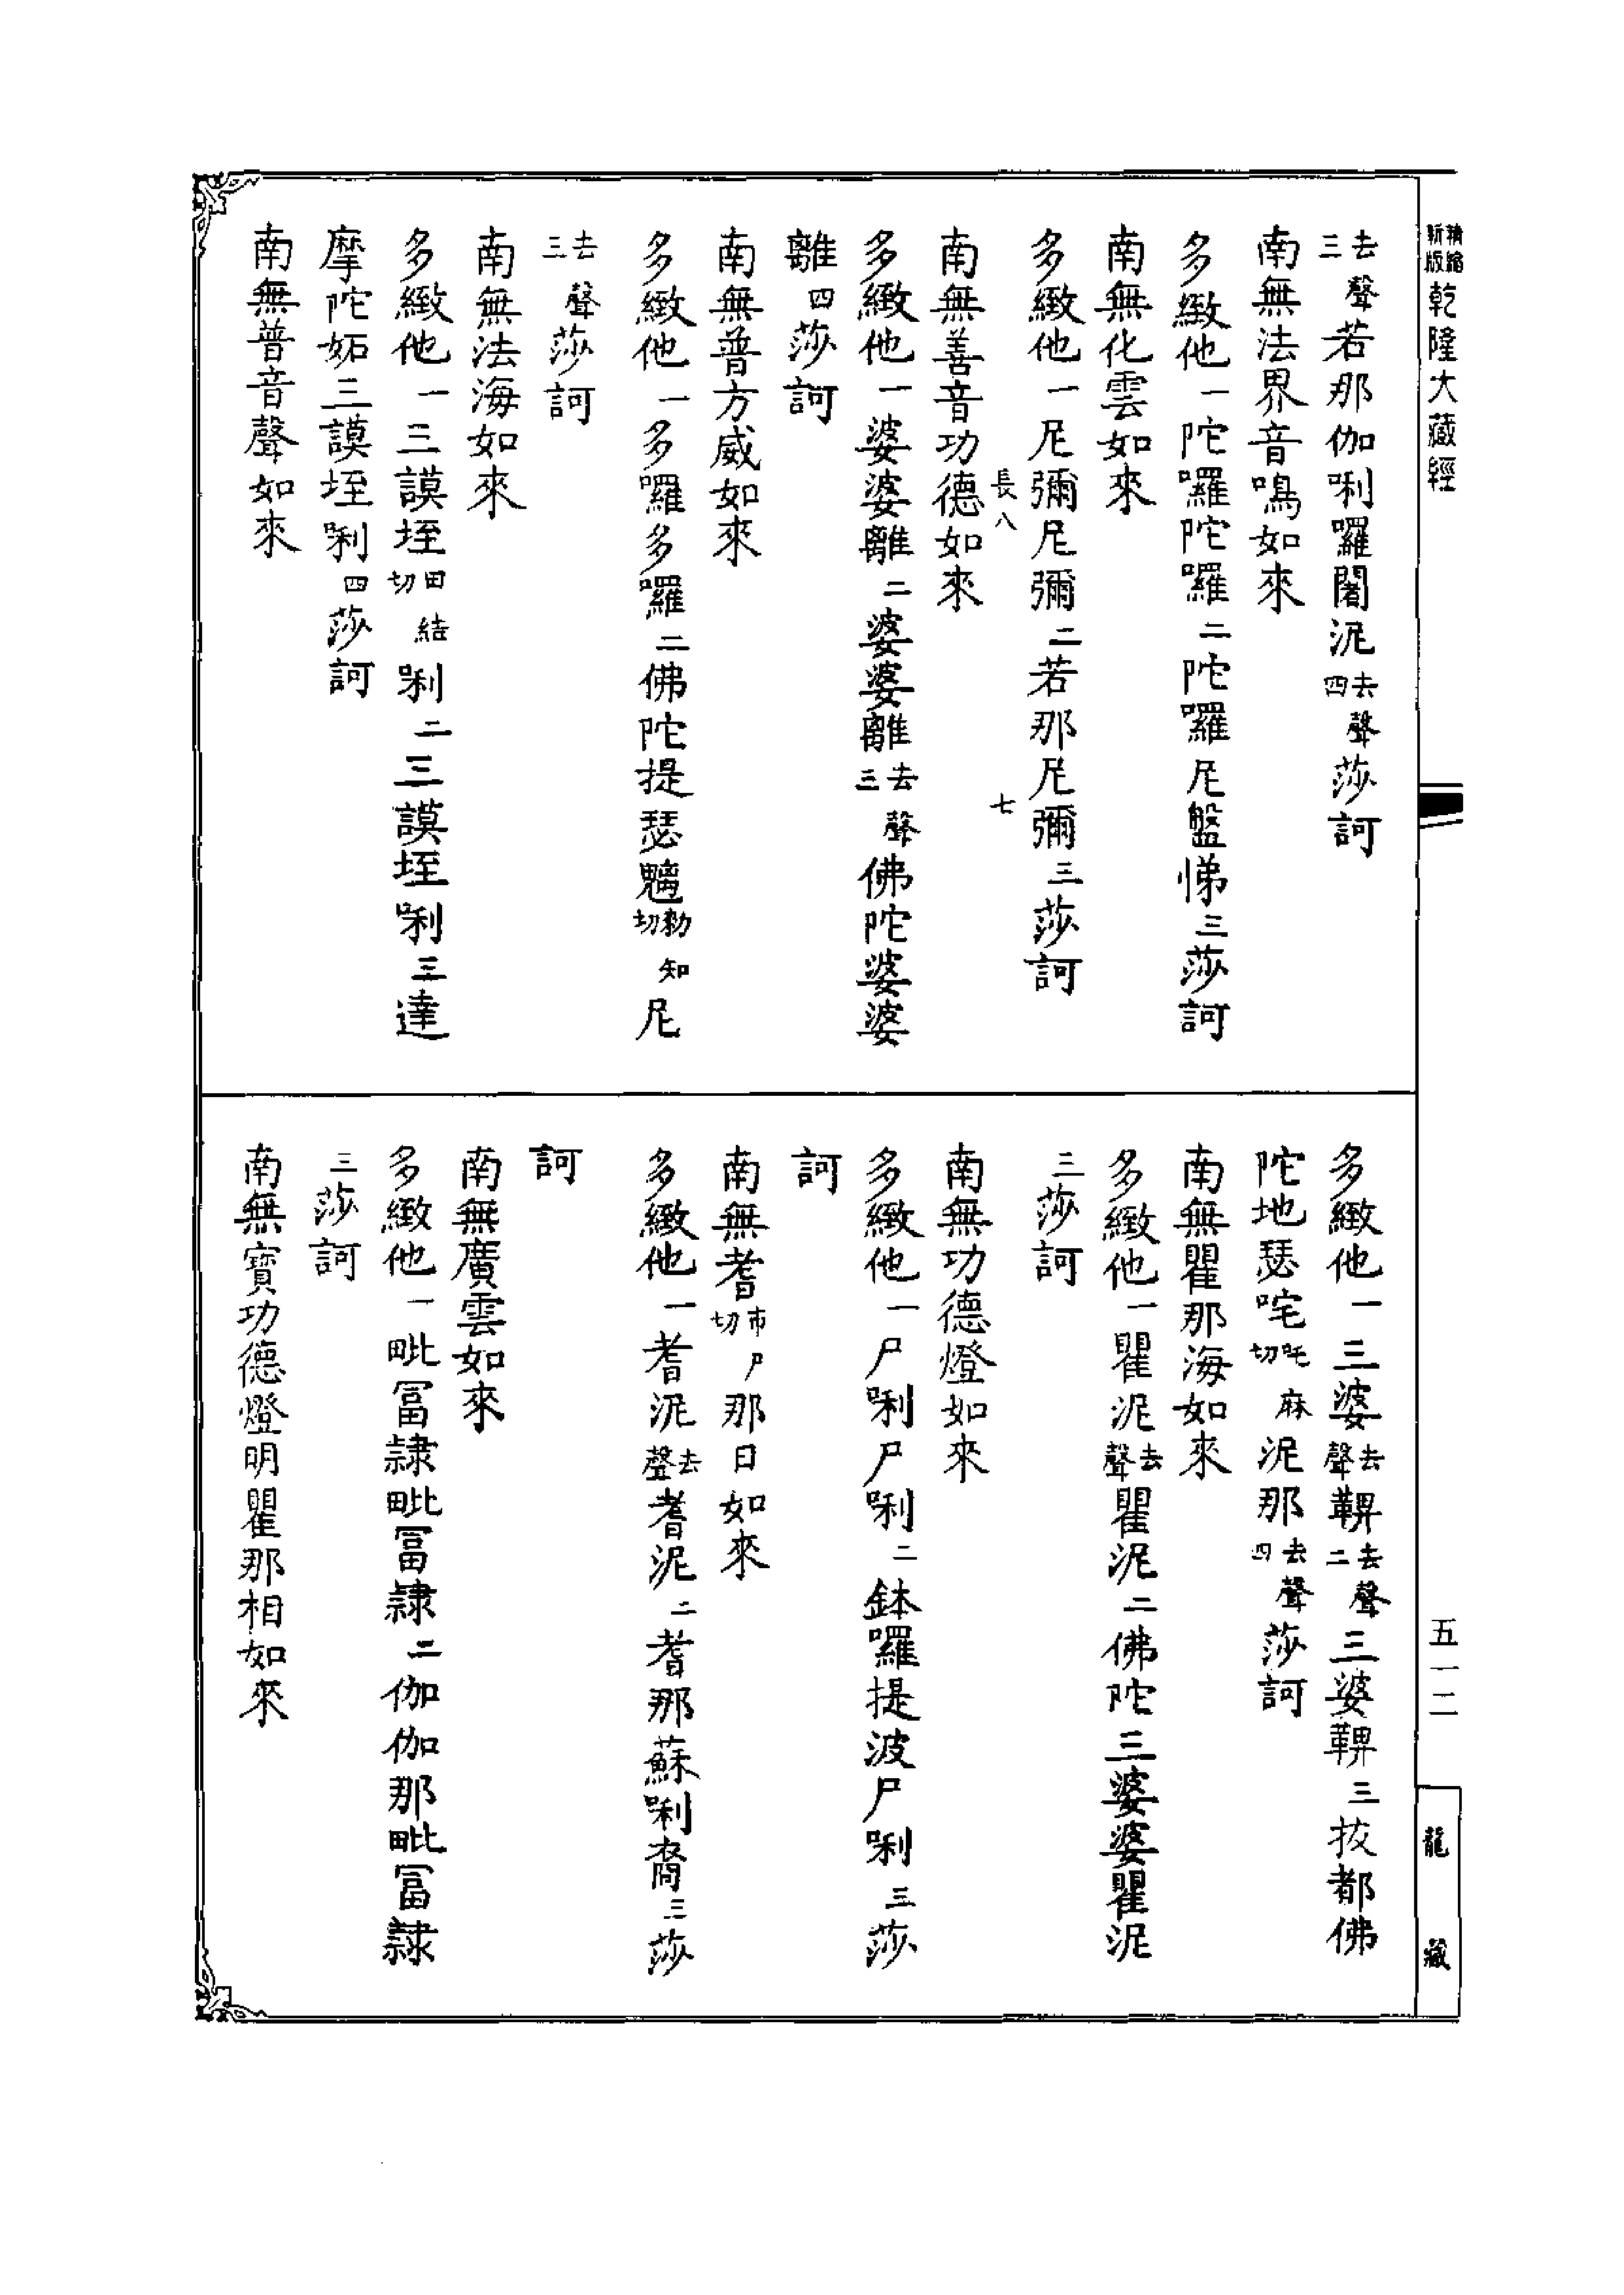 精縮新版乾隆大藏經
五一二
龍藏
去聲三若那伽唎囉闍泥去聲四莎訶
南無法界音鳴如來
多緻他一陀囉陀囉二陀囉尼盤悌三莎訶
南無化雲如來
多緻他一尼彌尼彌二若那尼彌三莎訶
長八 七
南無善音功德如來
多緻他一婆婆離二婆婆離去聲三佛陀婆婆
離四莎訶
南無普方威如來
多緻他一多囉多囉二佛陀提瑟魑勑知切尼
去聲三莎訶
南無法海如來
多緻他一三謨垤田結切唎二三謨垤唎三達
摩陀妬三謨垤唎四莎訶
南無普音聲如來
多緻他一三婆去聲鞞去聲二三婆鞞三抜都佛
陀地瑟咤吒麻切泥那去聲四莎訶
南無瞿那海如來
多緻他一瞿泥去聲瞿泥二佛陀三婆婆瞿泥
三莎訶
南無功德燈如來
多緻他一尸唎尸唎二鉢囉提波尸唎三莎
訶
南無耆市尸切那日如來
多緻他一耆泥去聲耆泥二耆那蘇唎裔三莎
訶
南無廣雲如來
多緻他一毗冨隸毗冨隸二伽伽那毗冨隸
三莎訶
南無寶功德燈明瞿那相如來